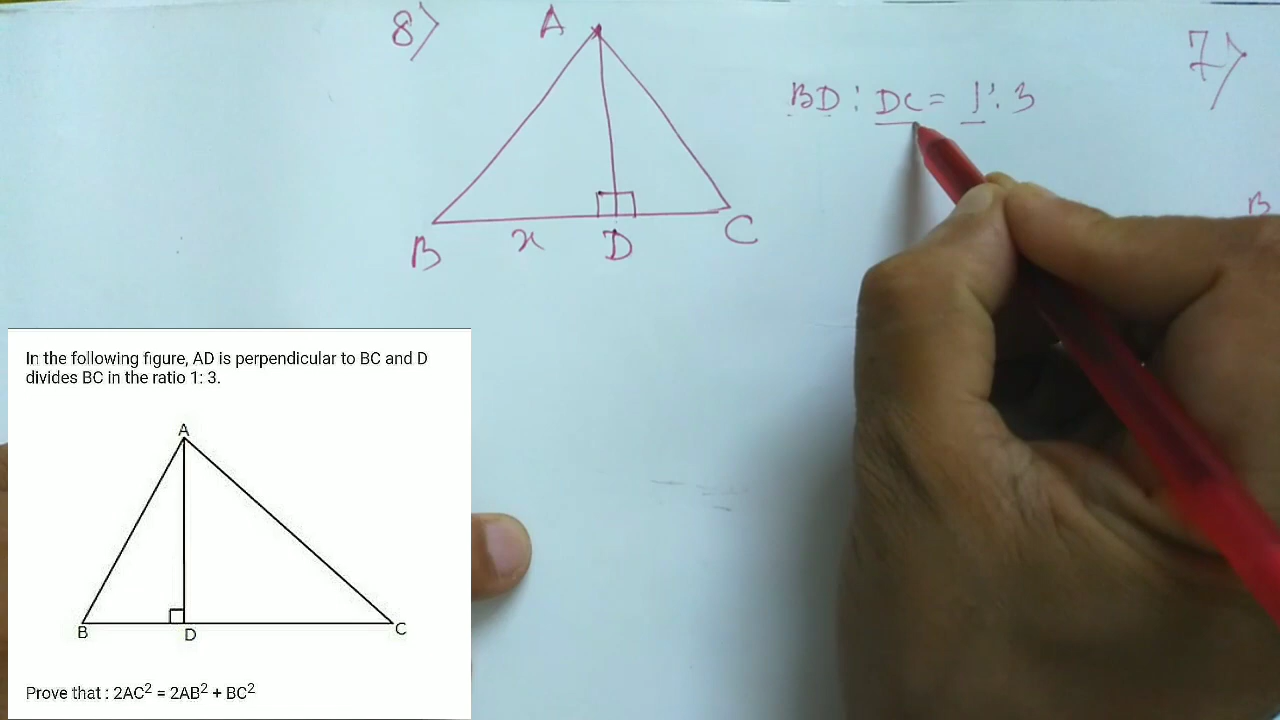 8)
A
7)
BD : DC = 1 : 3
B
B x D C
In the following figure, AD is perpendicular to BC and D
divides BC in the ratio 1: 3.
A
B D C
Prove that : 2AC² = 2AB² + BC²